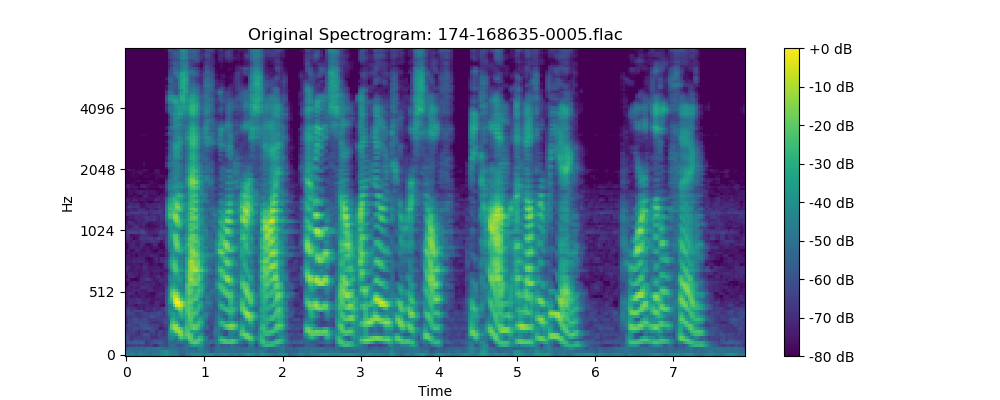 Original Spectrogram: 174-168635-0005.flac
Hz
4096
2048
1024
512
0
0 1 2 3 4 5 6 7
Time
+0 dB
-10 dB
-20 dB
-30 dB
-40 dB
-50 dB
-60 dB
-70 dB
-80 dB